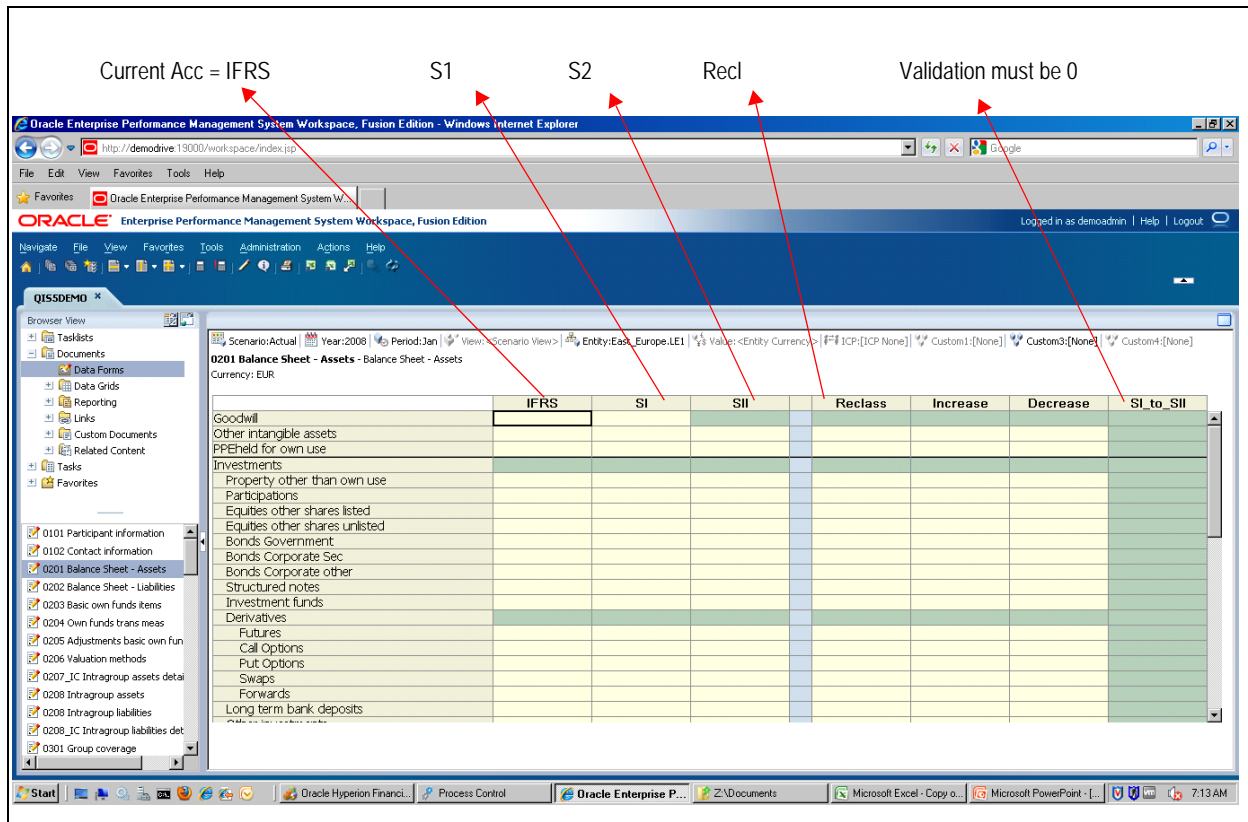 Current Acc = IFRS S1 S2 Recl Validation must be 0
Oracle Enterprise Performance Management System Workspace, Fusion Edition - Windows Internet Explorer
http://demodrive:19000/workspace/index.jsp Google
File Edit View Favorites Tools Help
Favorites Oracle Enterprise Performance Management System W...
ORACLE Enterprise Performance Management System Workspace, Fusion Edition Logged in as demoadmin | Help | Logout
Navigate File View Favorites Tools Administration Actions Help
QIS5DEMO
Browser View
Tasklists
Documents
Data Forms
Data Grids
Reporting
Links
Custom Documents
Related Content
Tasks
Favorites
0101 Participant information
0102 Contact information
0201 Balance Sheet - Assets
0202 Balance Sheet - Liabilities
0203 Basic own funds items
0204 Own funds trans meas
0205 Adjustments basic own fun
0206 Valuation methods
0207_IC Intragroup assets detai
0208 Intragroup assets
0208 Intragroup liabilities
0208_IC Intragroup liabilities det
0301 Group coverage
Scenario:Actual Year:2008 Period:Jan View:<Scenario View> Entity:East_Europe.LE1 Value:<Entity Currency> ICP:[ICP None] Custom1:[None] Custom3:[None] Custom4:[None]
0201 Balance Sheet - Assets - Balance Sheet - Assets
Currency: EUR
IFRS SI SII Reclass Increase Decrease SI_to_SII
Goodwill
Other intangible assets
PPEheld for own use
Investments
Property other than own use
Participations
Equities other shares listed
Equities other shares unlisted
Bonds Government
Bonds Corporate Sec
Bonds Corporate other
Structured notes
Investment funds
Derivatives
Futures
Call Options
Put Options
Swaps
Forwards
Long term bank deposits
Start Oracle Hyperion Financi... Process Control Oracle Enterprise P... Z:\Documents Microsoft Excel - Copy o... Microsoft PowerPoint - [... 7:13 AM